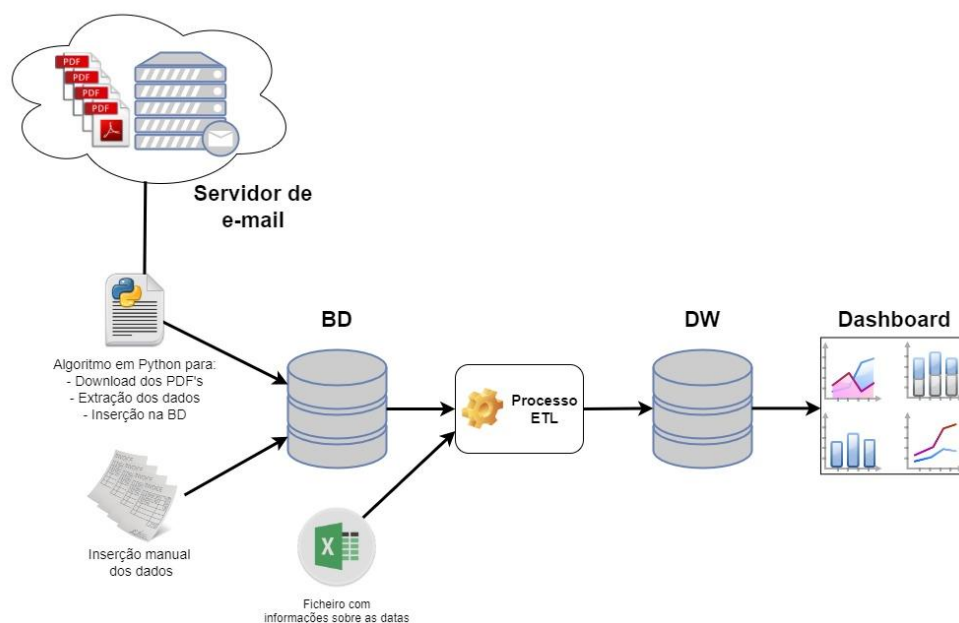 PDF
PDF
PDF
PDF
Servidor de
e-mail
Algoritmo em Python para:
- Download dos PDF's
- Extração dos dados
- Inserção na BD
BD
Processo
ETL
DW
Dashboard
Inserção manual
dos dados
X
Ficheiro com
informações sobre as datas